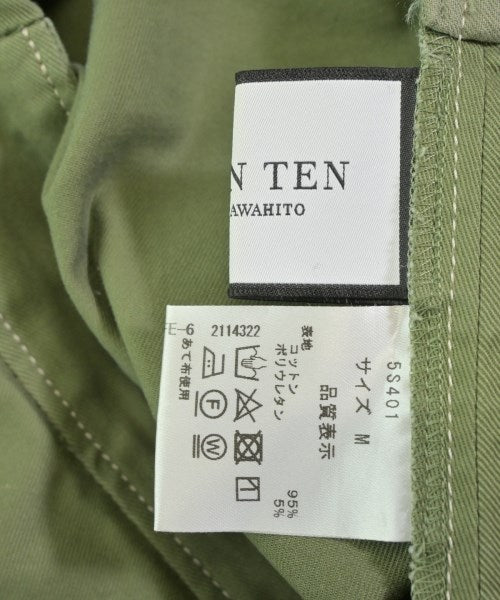 N TEN
AWAHITO
5S401
サイズ M
品質表示
表地
コットン 95%
ポリウレタン 5%
2114322
FE-6
あて布使用
F
W